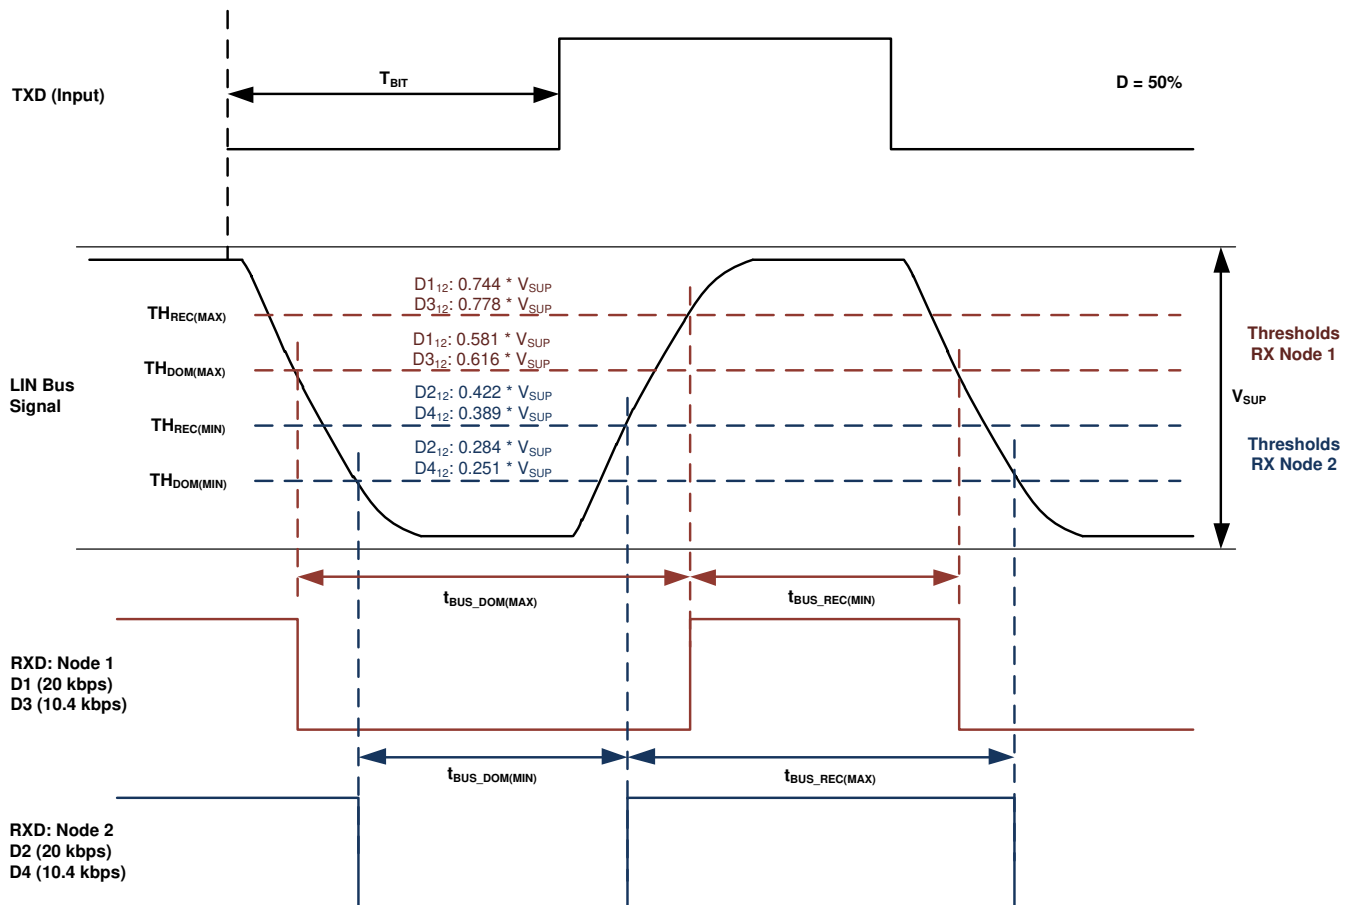 TXD (Input)
TBIT
D = 50%
D112: 0.744 * VSUP
D312: 0.778 * VSUP
THREC(MAX)
D112: 0.581 * VSUP
D312: 0.616 * VSUP
THDOM(MAX)
Thresholds
RX Node 1
LIN Bus
Signal
D212: 0.422 * VSUP
D412: 0.389 * VSUP
VSUP
THREC(MIN)
D212: 0.284 * VSUP
D412: 0.251 * VSUP
THDOM(MIN)
Thresholds
RX Node 2
tBUS_DOM(MAX)
tBUS_REC(MIN)
RXD: Node 1
D1 (20 kbps)
D3 (10.4 kbps)
tBUS_DOM(MIN)
tBUS_REC(MAX)
RXD: Node 2
D2 (20 kbps)
D4 (10.4 kbps)